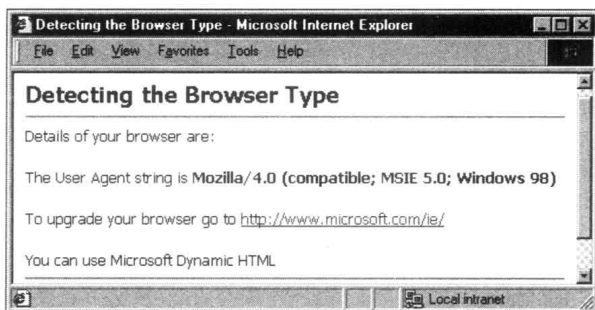 Detecting the Browser Type - Microsoft Internet Explorer
File Edit View Favorites Tools Help
Detecting the Browser Type
Details of your browser are:
The User Agent string is Mozilla/4.0 (compatible; MSIE 5.0; Windows 98)
To upgrade your browser go to http://www.microsoft.com/ie/
You can use Microsoft Dynamic HTML
Local intranet